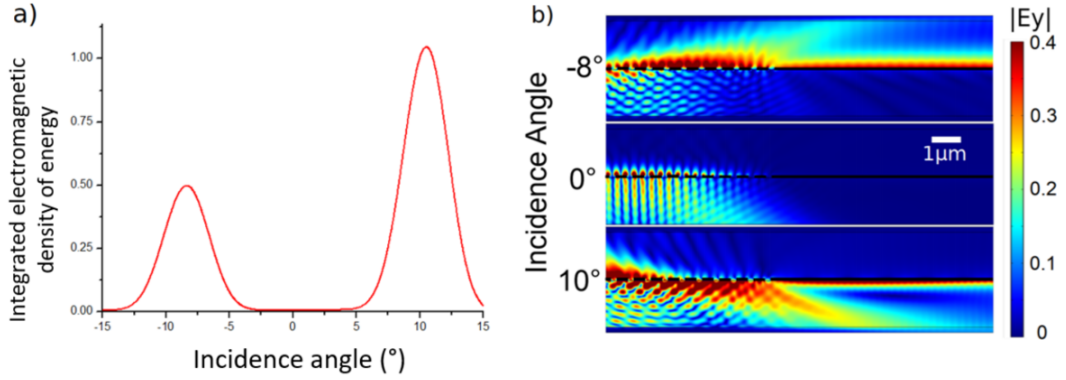 a)
Integrated electromagnetic
density of energy
1.00
0.75
0.50
0.25
0.00
-15
-10
-5
0
5
10
15
Incidence angle (°)
b)
|Ey|
Incidence Angle
-8°
0°
10°
1µm
0.4
0.3
0.2
0.1
0